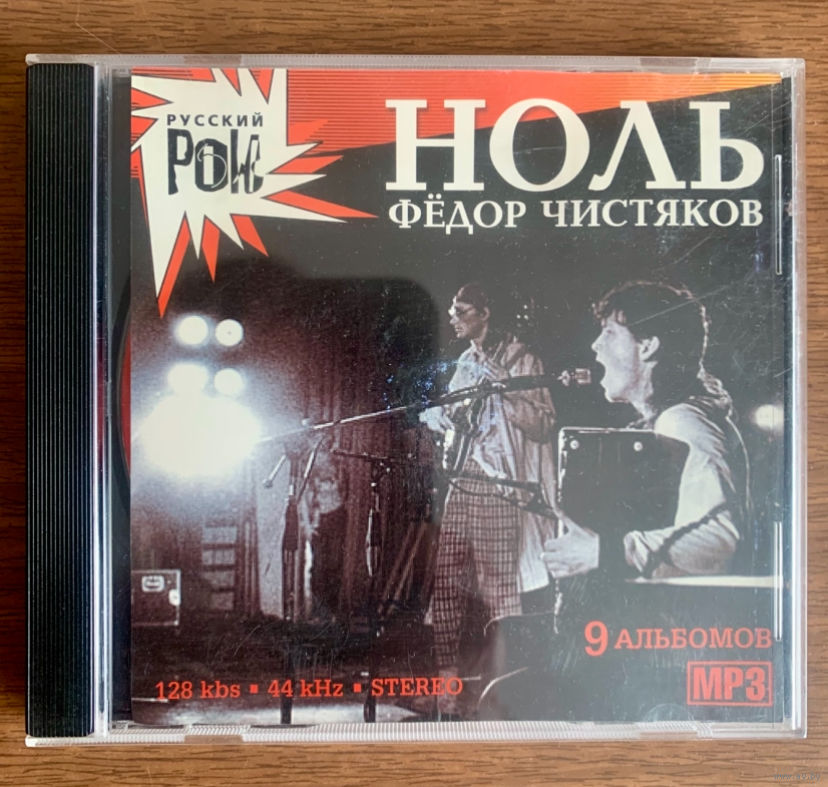 РУССКИЙ
РОК
НОЛЬ
ФЁДОР ЧИСТЯКОВ
9 АЛЬБОМОВ
128 kbs ▪ 44 kHz ▪ STEREO
MP3